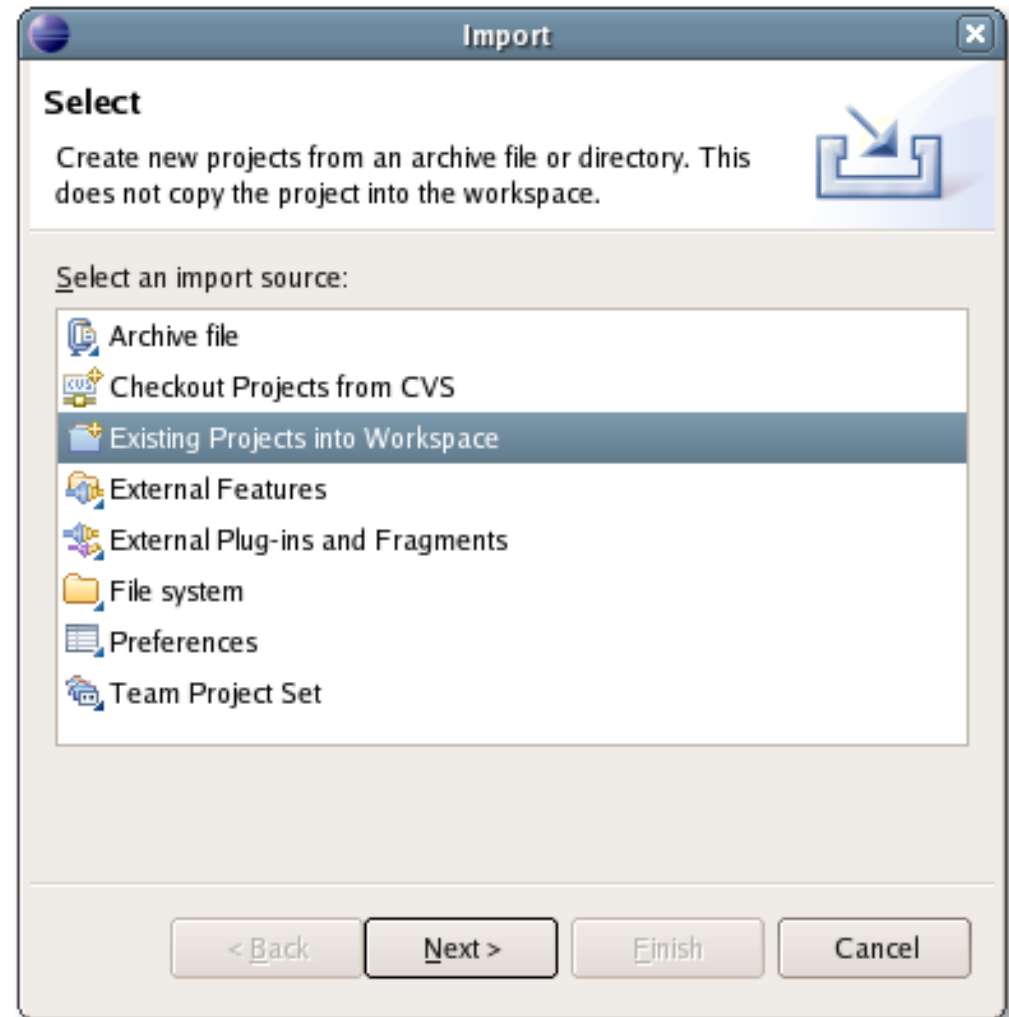 Import
Select
Create new projects from an archive file or directory. This
does not copy the project into the workspace.
Select an import source:
Archive file
CVS
Checkout Projects from CVS
Existing Projects into Workspace
External Features
External Plug-ins and Fragments
File system
Preferences
Team Project Set
< Back
Next >
Finish
Cancel